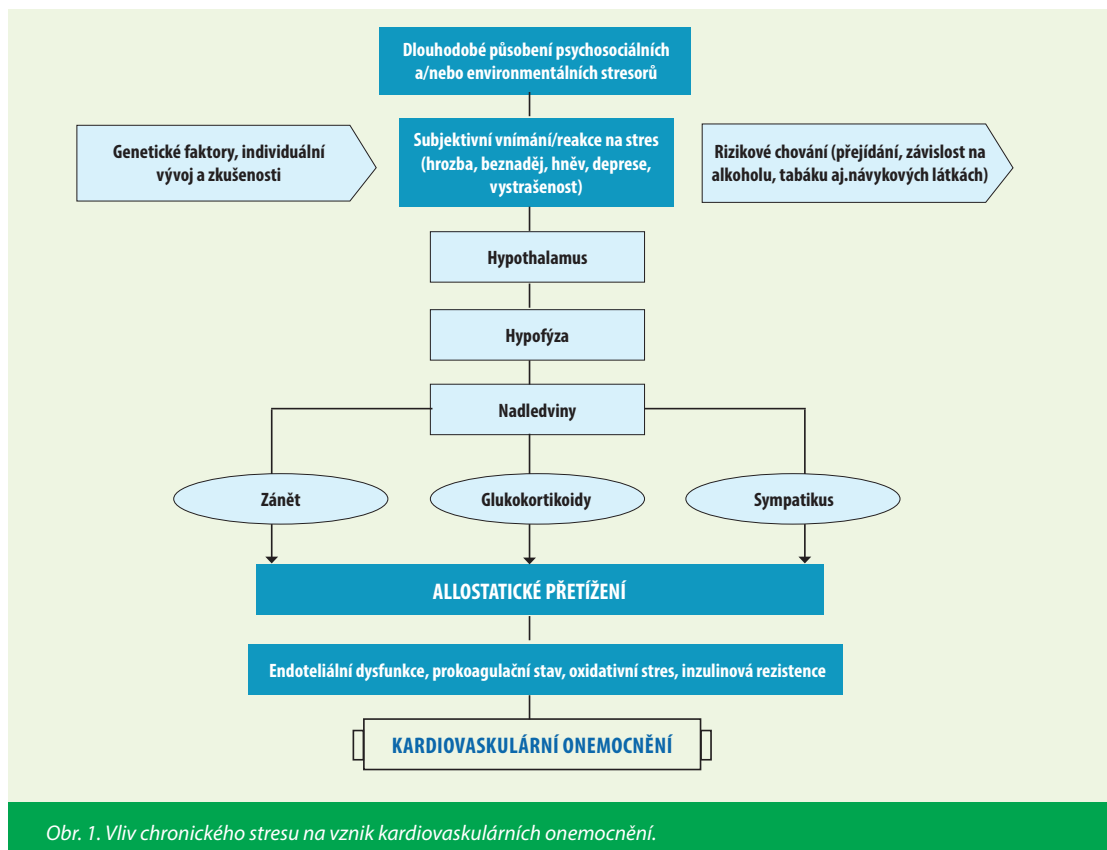 Dlouhodobé působení psychosociálních
a/nebo environmentálních stresorů
Genetické faktory, individuální
vývoj a zkušenosti
Subjektivní vnímání/reakce na stres
(hrozba, beznaděj, hněv, deprese,
vystrašenost)
Rizikové chování (přejídání, závislost na
alkoholu, tabáku aj.návykových látkách)
Hypothalamus
Hypofýza
Nadledviny
Zánět
Glukokortikoidy
Sympatikus
ALLOSTATICKÉ PŘETÍŽENÍ
Endoteliální dysfunkce, prokoagulační stav, oxidativní stres, inzulinová rezistence
KARDIOVASKULÁRNÍ ONEMOCNĚNÍ
Obr. 1. Vliv chronického stresu na vznik kardiovaskulárních onemocnění.